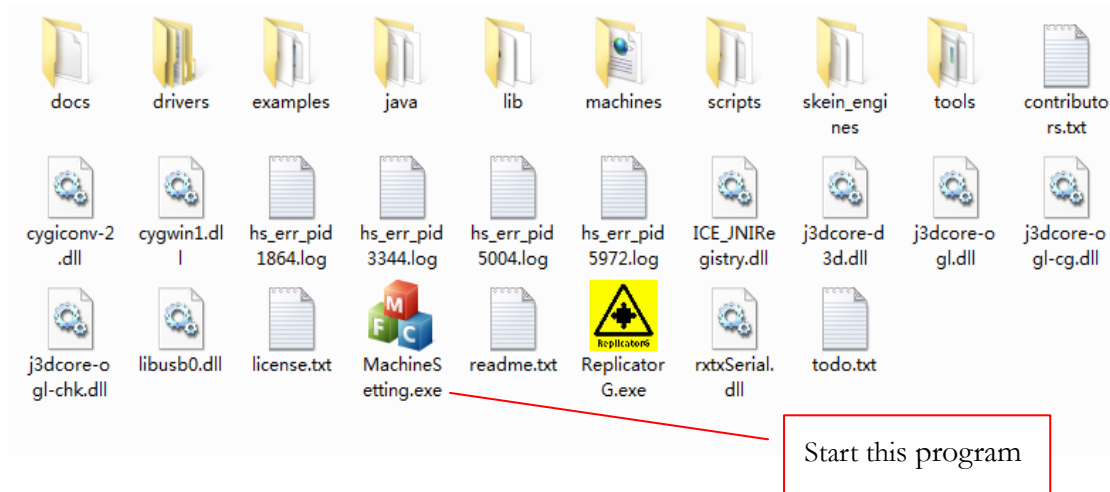 docs drivers examples java lib machines scripts skein_engi tools contributo
nes rs.txt
cygiconv-2 cygwin1.dl hs_err_pid hs_err_pid hs_err_pid hs_err_pid ICE_JNIRe j3dcore-d j3dcore-o j3dcore-o
.dll l 1864.log 3344.log 5004.log 5972.log gistry.dll 3d.dll gl.dll gl-cg.dll
M
F C
ReplicatorG
j3dcore-o libusb0.dll license.txt MachineS readme.txt Replicator rxtxSerial. todo.txt
gl-chk.dll etting.exe G.exe dll
Start this program